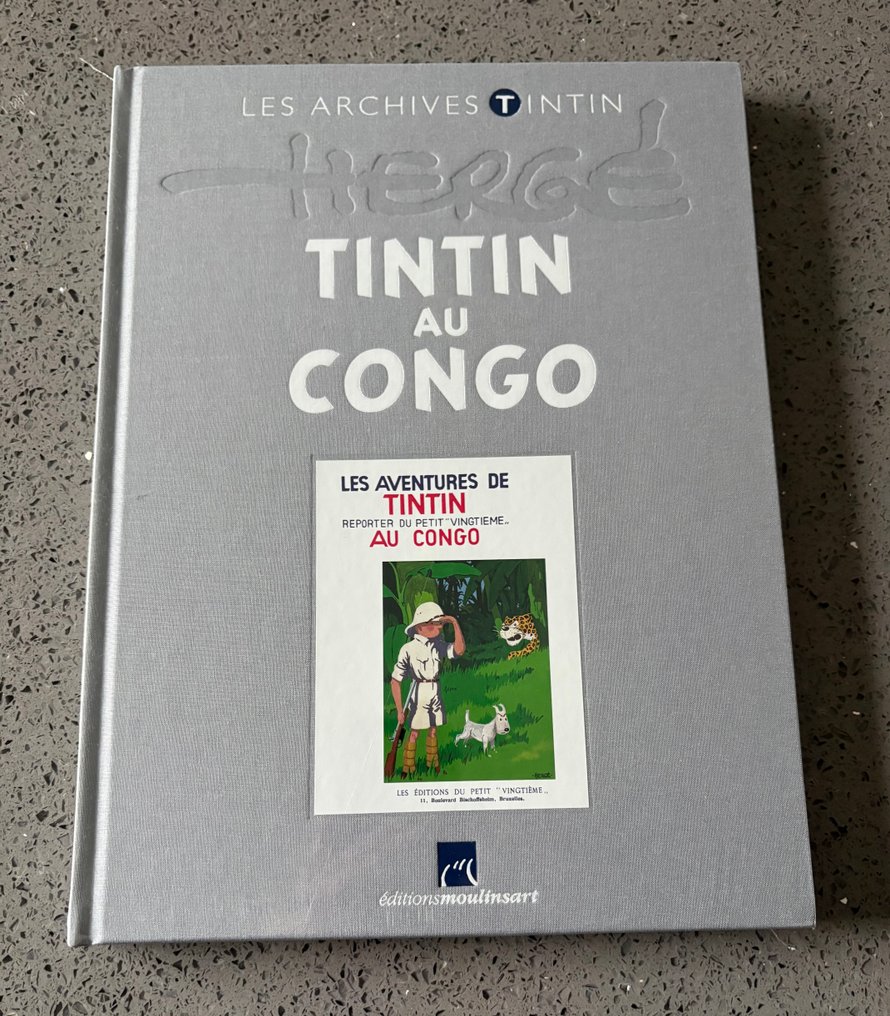 LES ARCHIVES TINTIN
HERGÉ
TINTIN
AU
CONGO
LES AVENTURES DE
TINTIN
REPORTER DU PETIT "VINGTIEME„
AU CONGO
HERGÉ
LES ÉDITIONS DU PETIT "VINGTIÈME„
11, Boulevard Bischoffsheim, Bruxelles.
éditionsmoulinsart